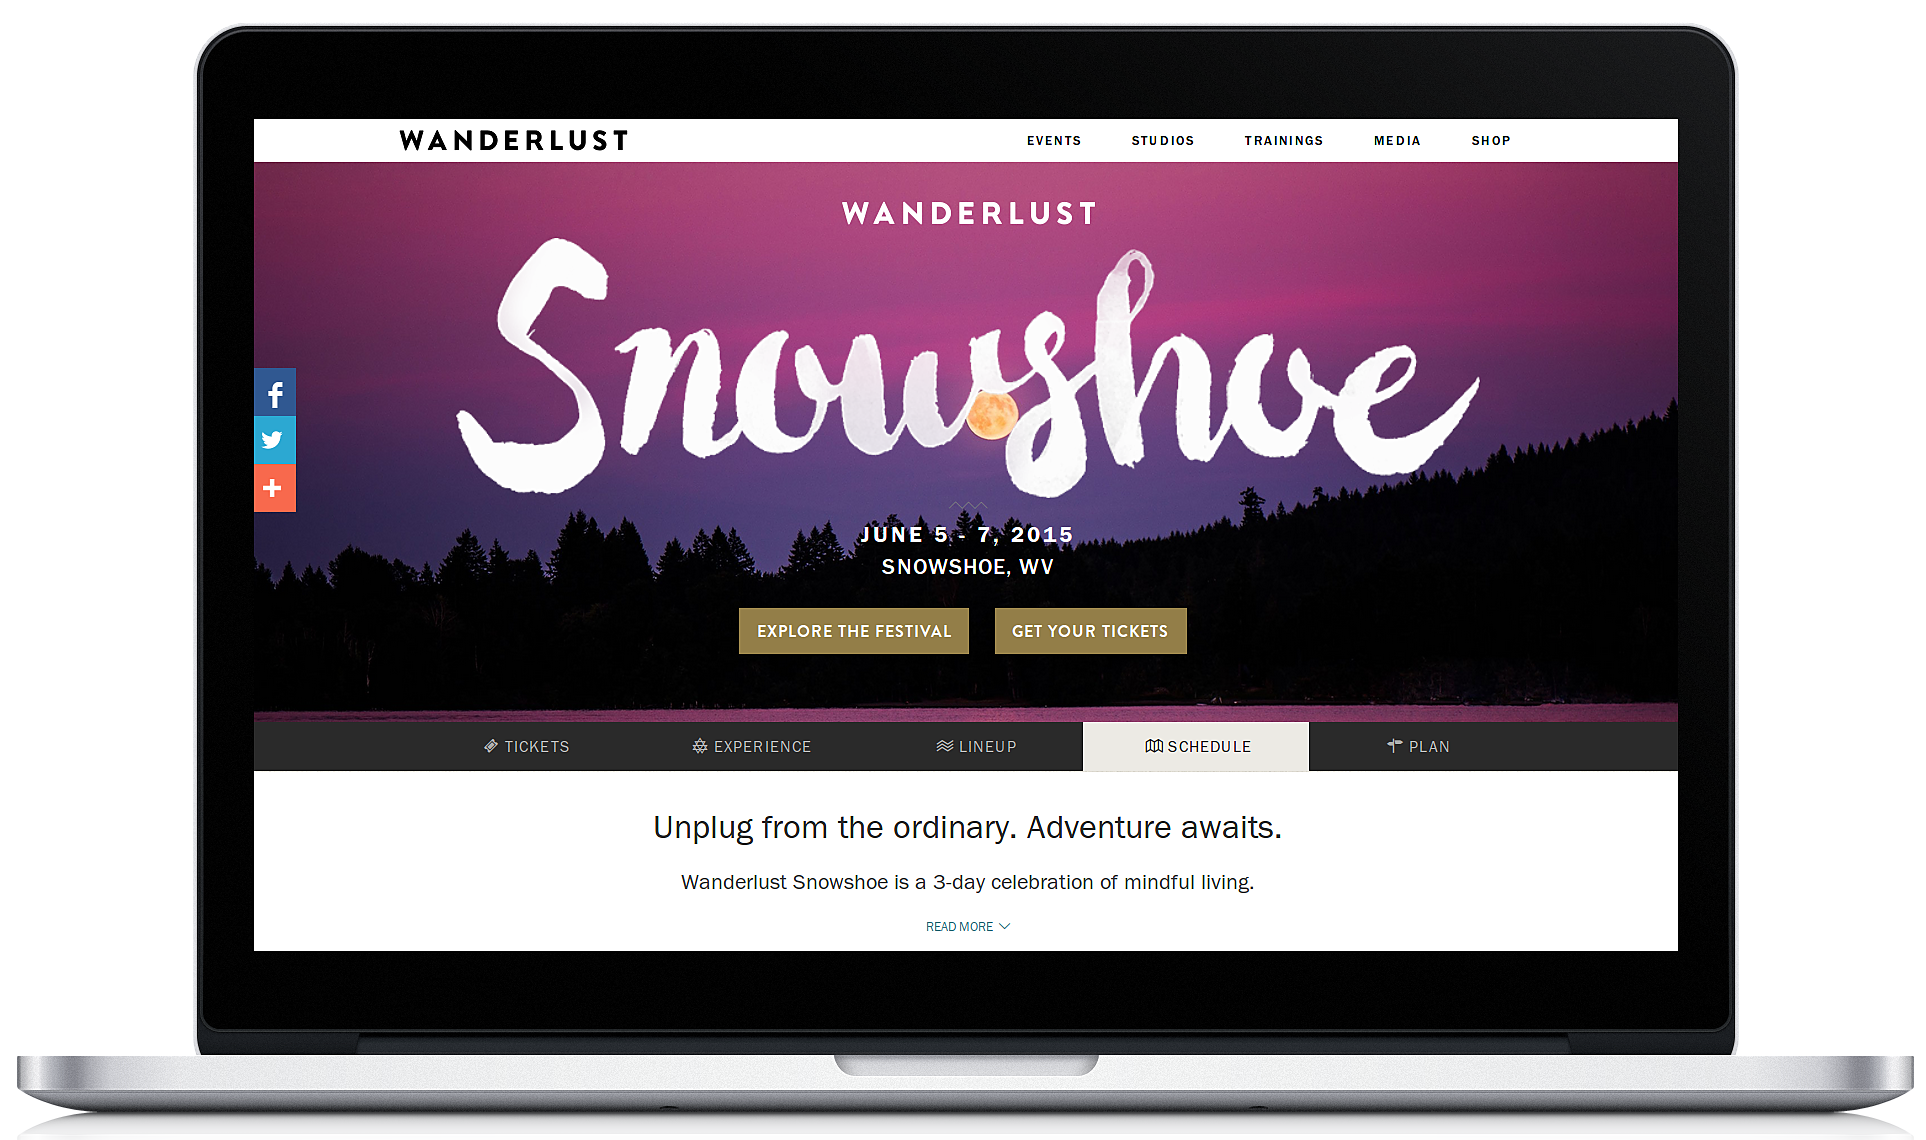 WANDERLUST
EVENTS STUDIOS TRAININGS MEDIA SHOP
WANDERLUST
Snowshoe
JUNE 5 - 7, 2015
SNOWSHOE, WV
EXPLORE THE FESTIVAL GET YOUR TICKETS
TICKETS EXPERIENCE LINEUP SCHEDULE PLAN
Unplug from the ordinary. Adventure awaits.
Wanderlust Snowshoe is a 3-day celebration of mindful living.
READ MORE